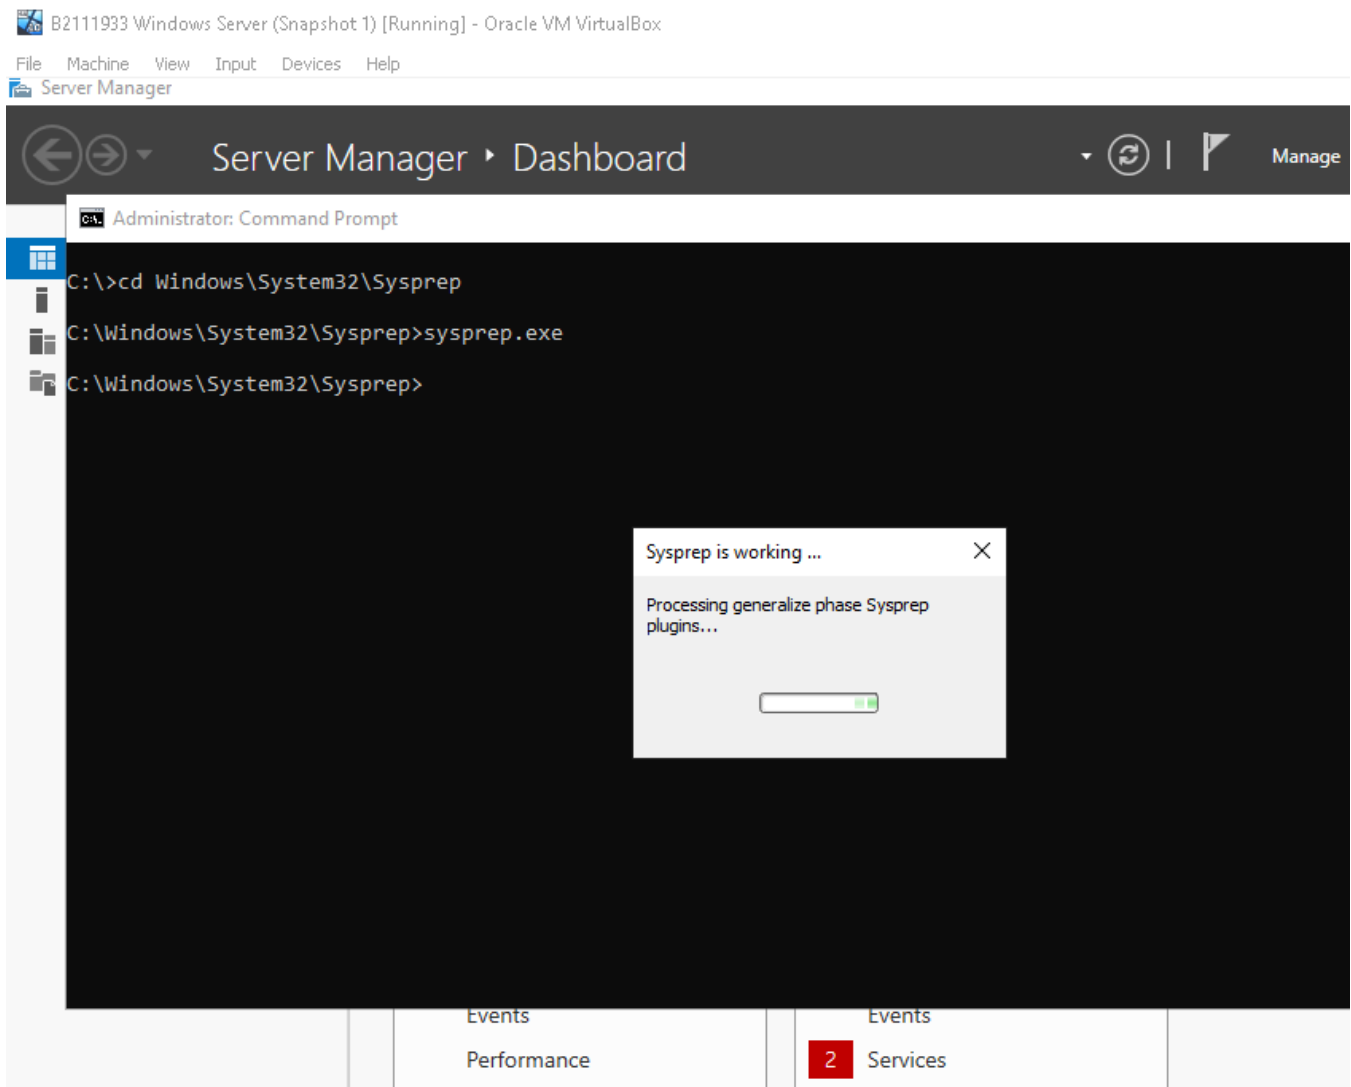 B2111933 Windows Server (Snapshot 1) [Running] - Oracle VM VirtualBox
File Machine View Input Devices Help
Server Manager
Server Manager ‣ Dashboard
Manage
Administrator: Command Prompt
C:\>cd Windows\System32\Sysprep
C:\Windows\System32\Sysprep>sysprep.exe
C:\Windows\System32\Sysprep>
Sysprep is working ...
Processing generalize phase Sysprep
plugins...
Events
Performance
Events
2 Services